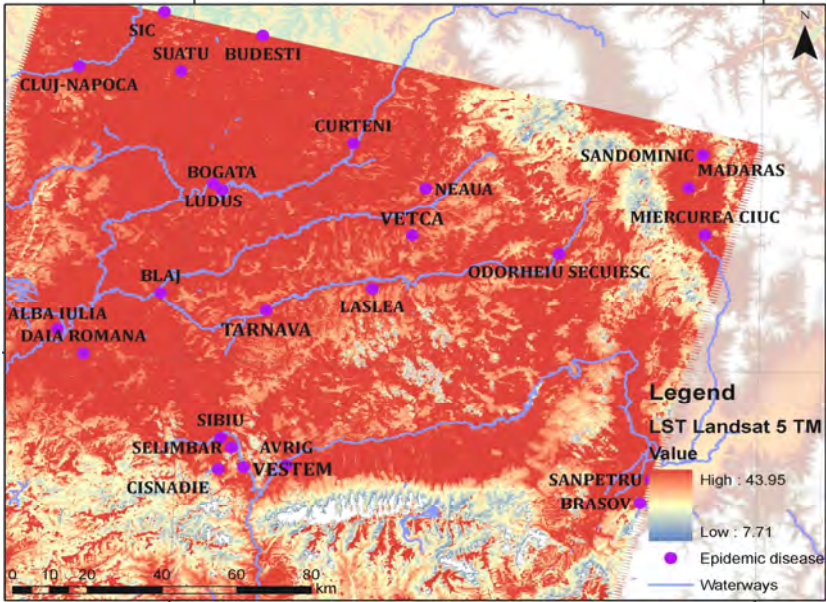 N
SIC
SUATU
BUDESTI
CLUJ-NAPOCA
CURTENI
SANDOMINIC
MADARAS
BOGATA
LUDUS
NEAUA
VETCA
MIERCUREA CIUC
BLAJ
ODORHEIU SECUIESC
LASLEA
ALBA IULIA
TARNAVA
DAIA ROMANA
SIBIU
SELIMBAR
AVRIG
VESTEM
CISNADIE
SANPETRU
BRASOV
Legend
LST Landsat 5 TM
Value
High : 43.95
Low : 7.71
Epidemic disease
Waterways
0 10 20 40 60 80
km